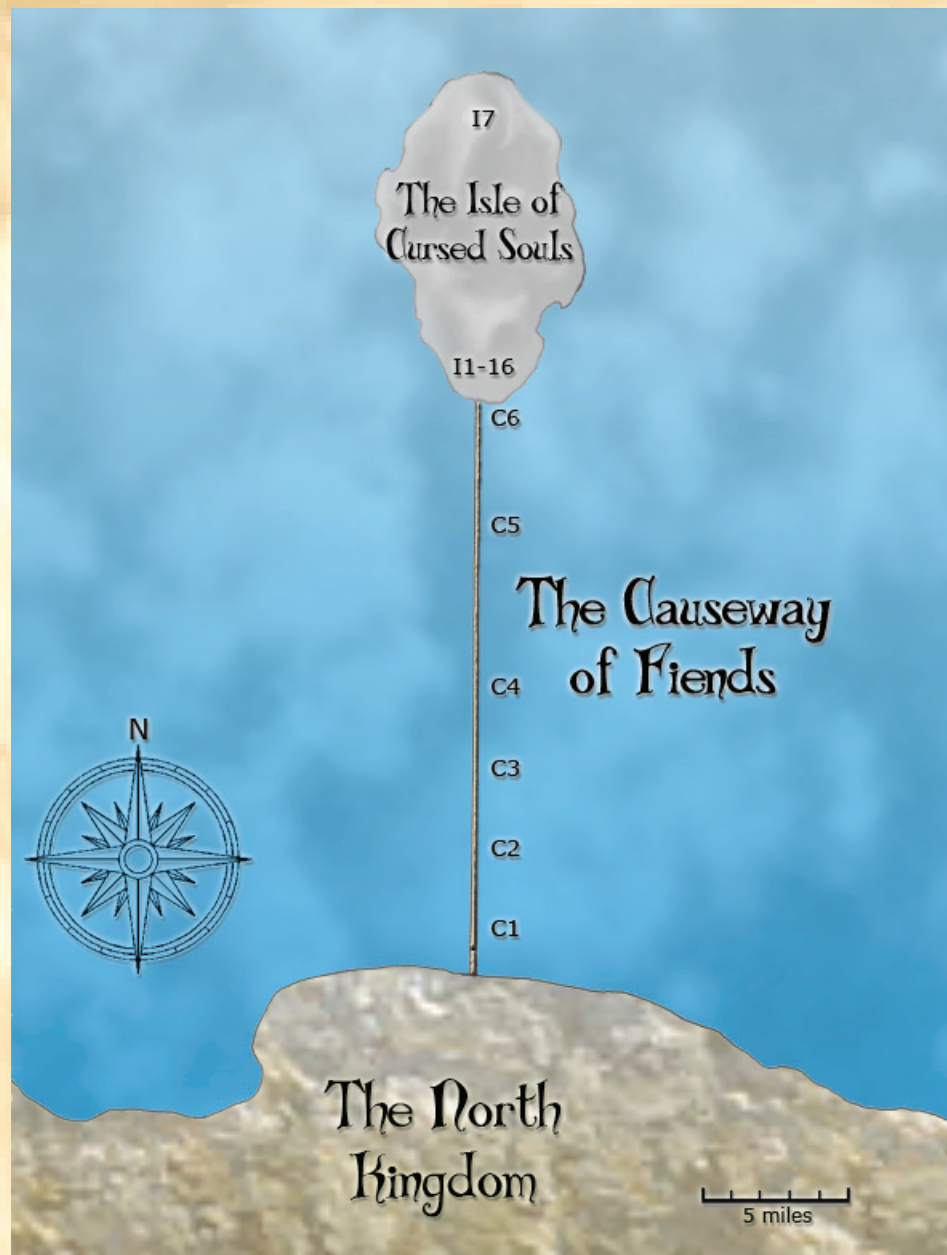 I7
The Isle of
Cursed Souls
I1-16
C6
C5
The Causeway
of Fiends
C4
C3
N
C2
C1
The North
Kingdom
5 miles